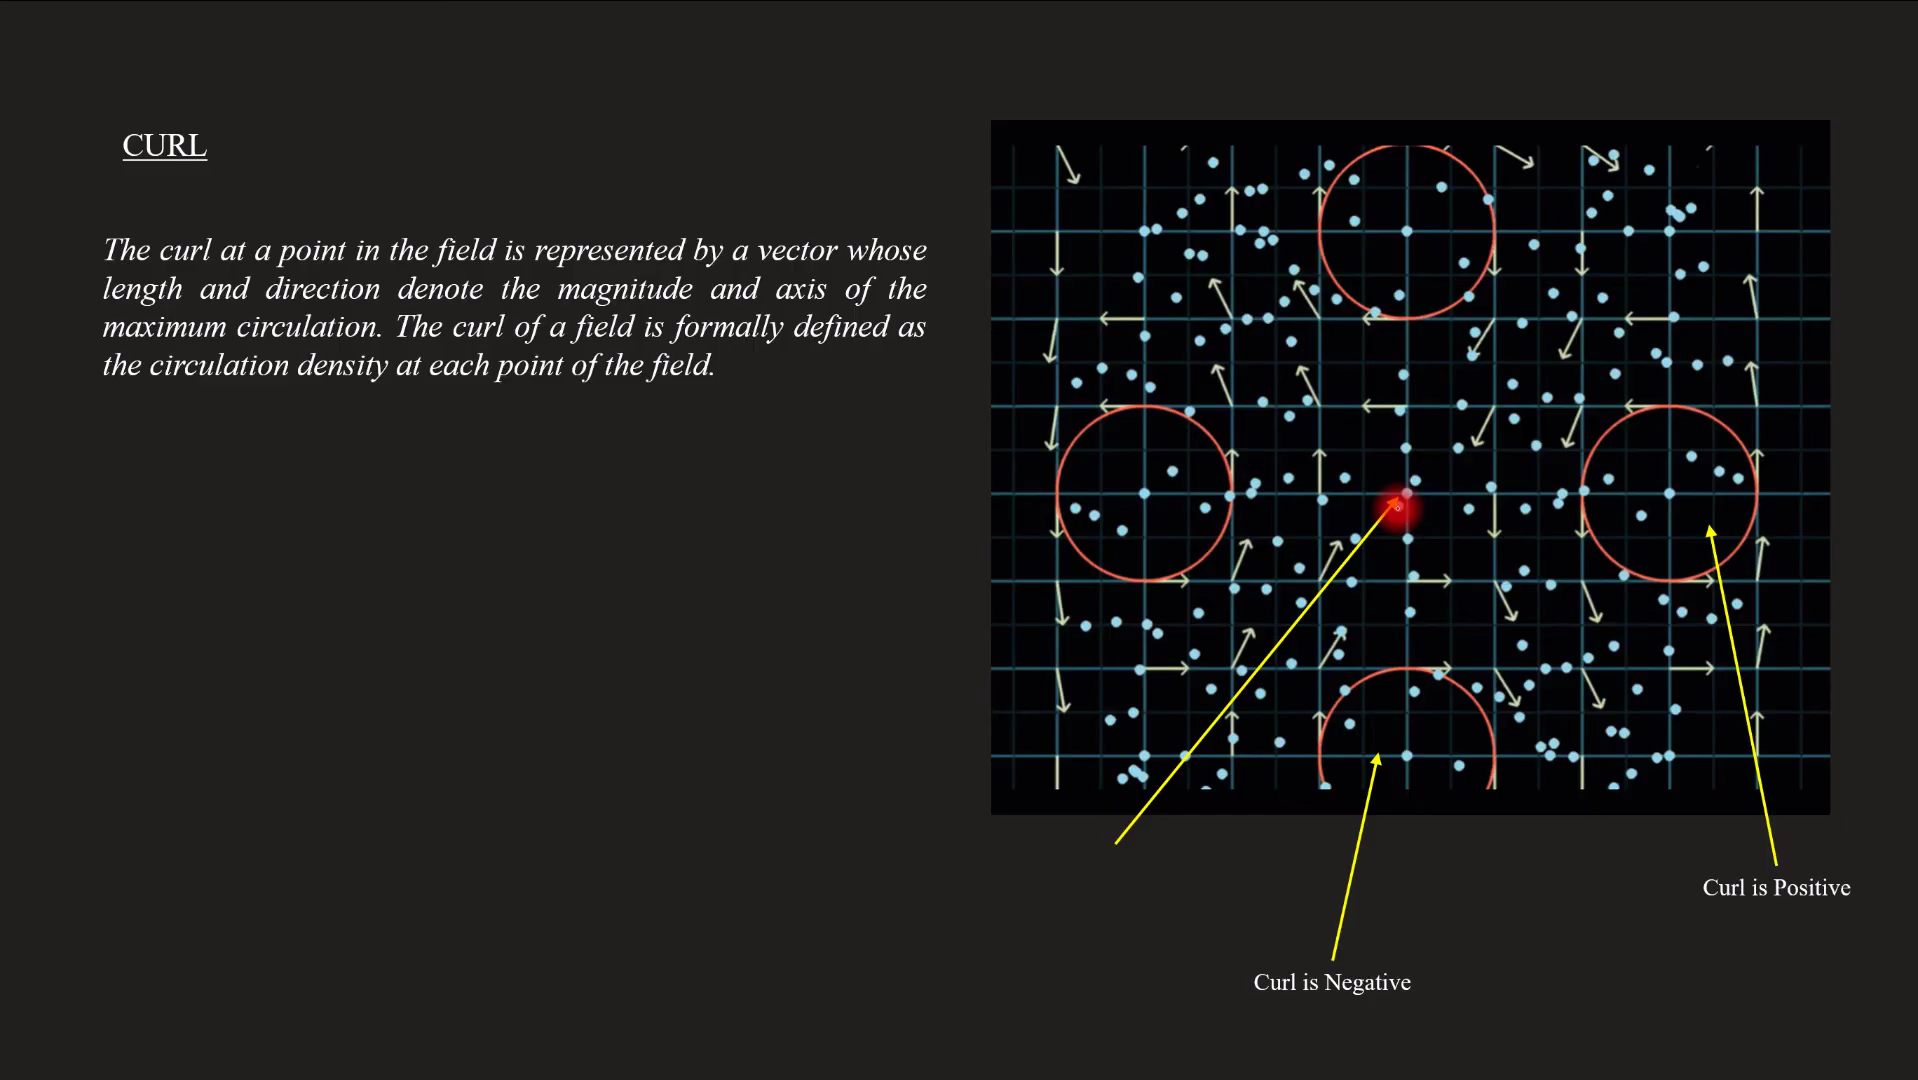 CURL
The curl at a point in the field is represented by a vector whose
length and direction denote the magnitude and axis of the
maximum circulation. The curl of a field is formally defined as
the circulation density at each point of the field.
Curl is Positive
Curl is Negative